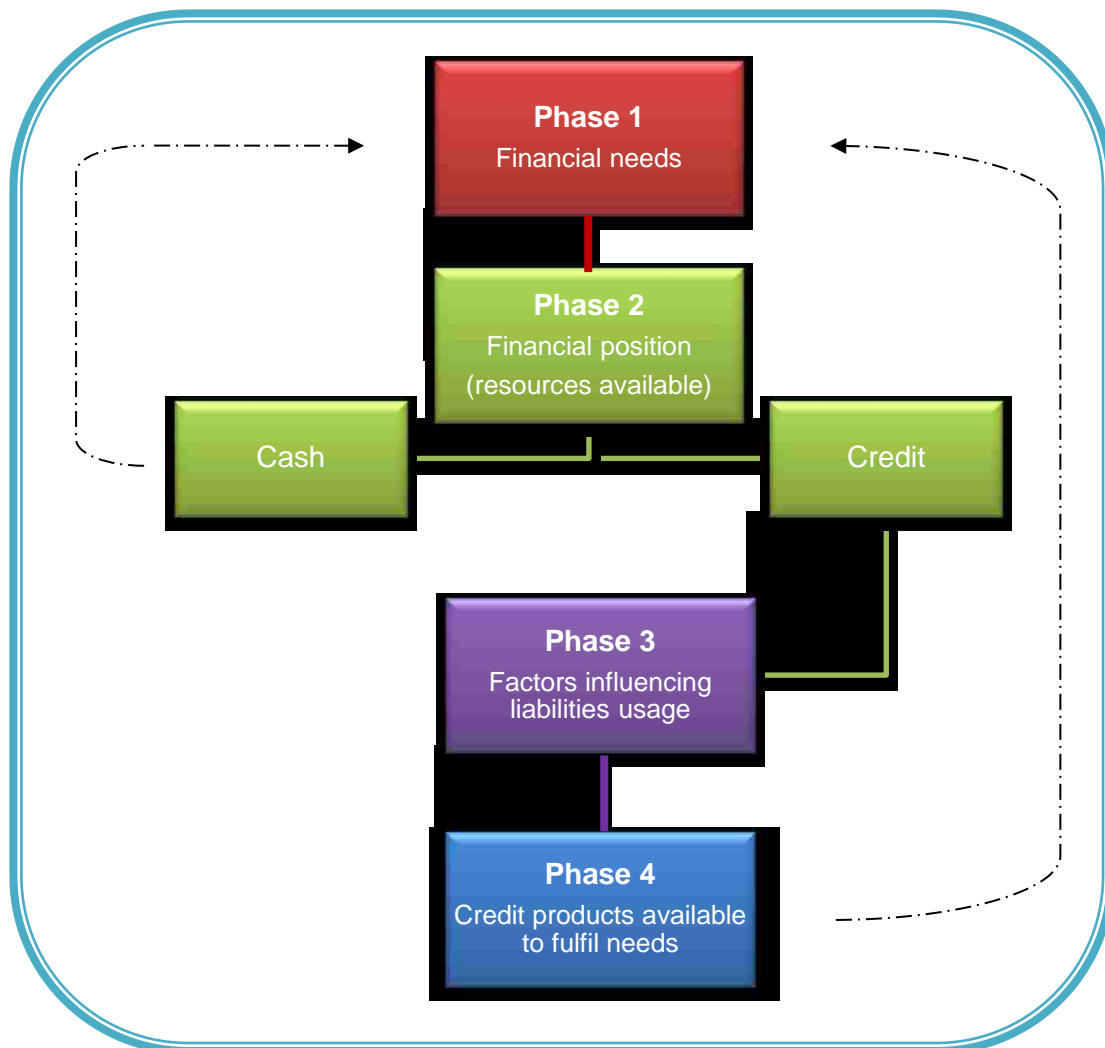 Phase 1
Financial needs
Phase 2
Financial position
(resources available)
Cash
Credit
Phase 3
Factors influencing
liabilities usage
Phase 4
Credit products available
to fulfil needs